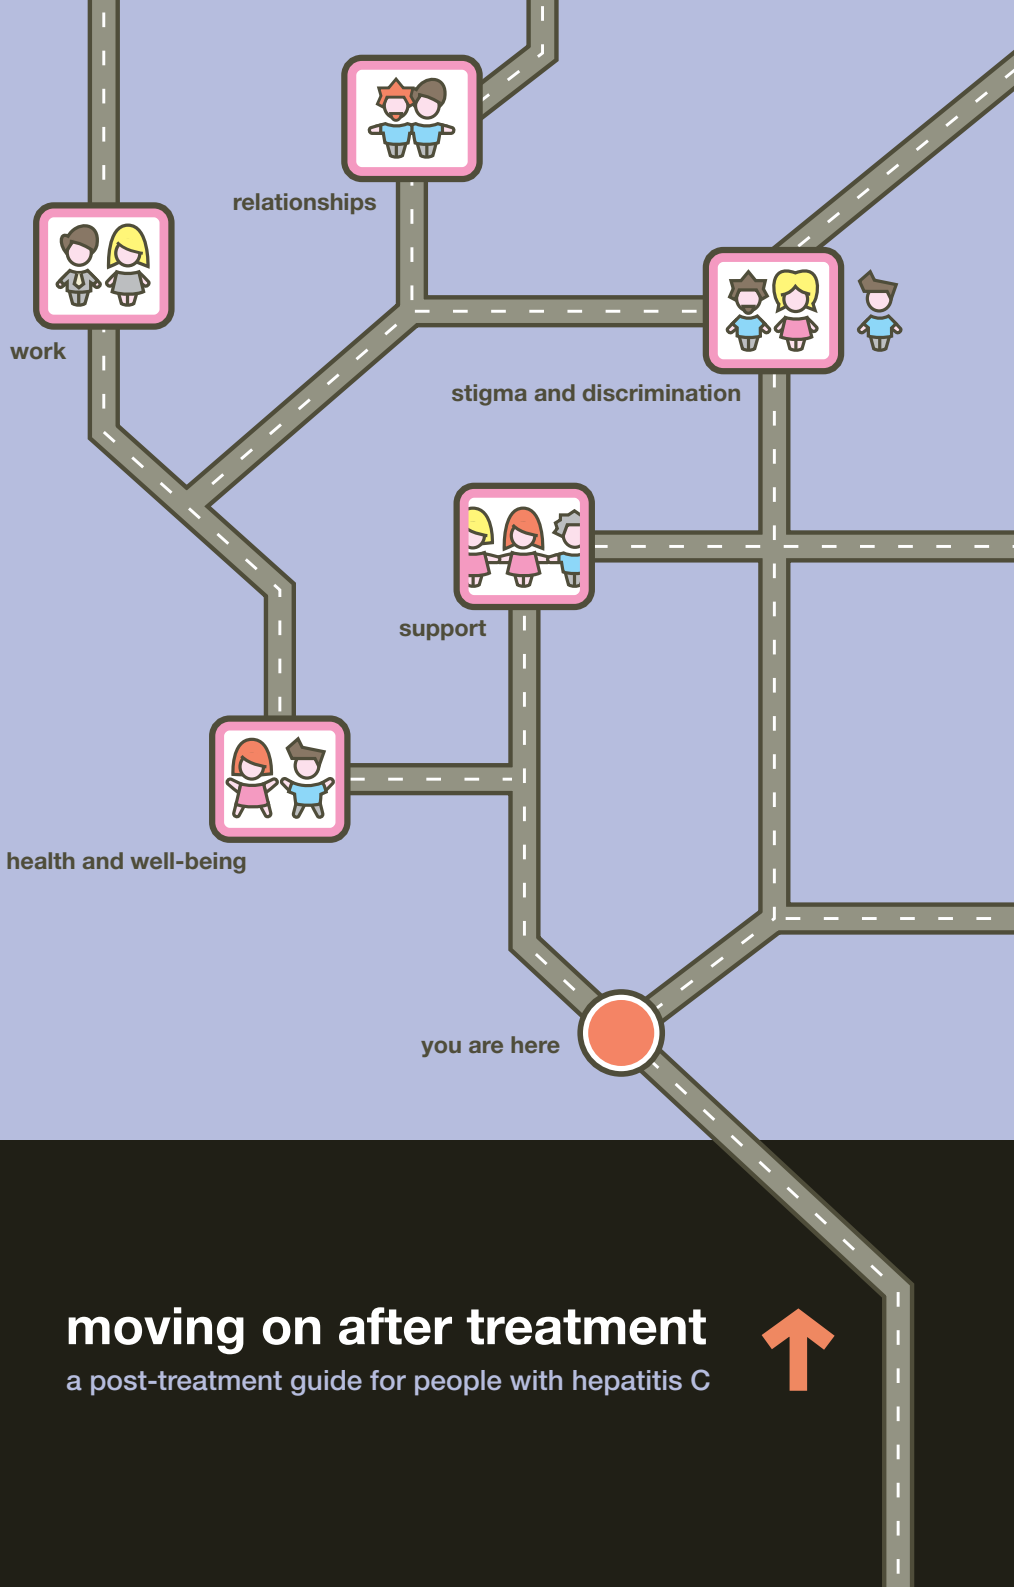 relationships
work
stigma and discrimination
support
health and well-being
you are here
moving on after treatment
a post-treatment guide for people with hepatitis C